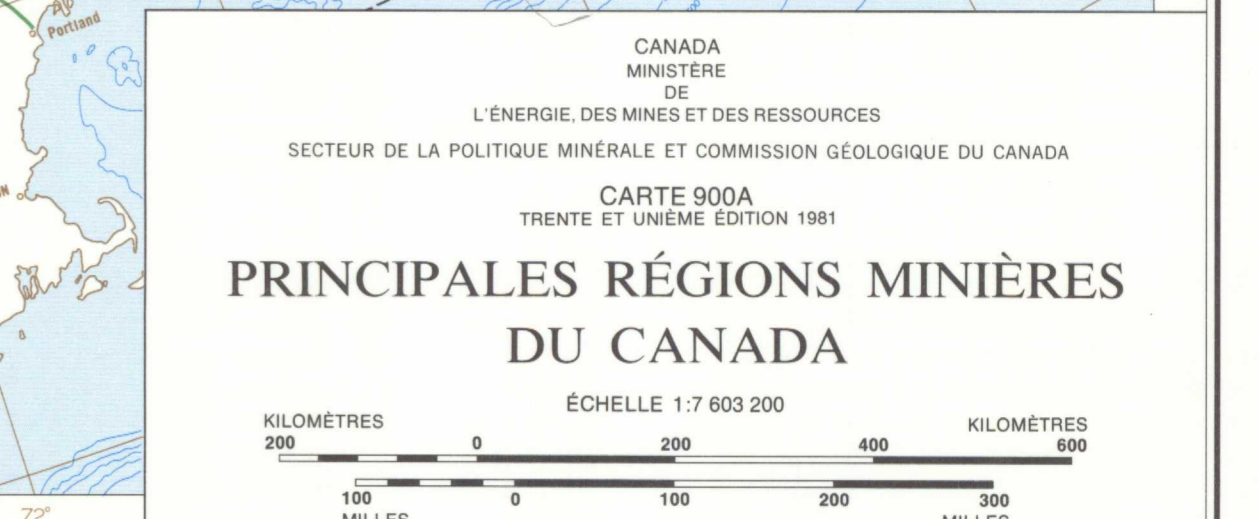 Portland
CANADA
MINISTÈRE
DE
L'ÉNERGIE, DES MINES ET DES RESSOURCES
SECTEUR DE LA POLITIQUE MINÉRALE ET COMMISSION GÉOLOGIQUE DU CANADA
CARTE 900A
TRENTE ET UNIÈME ÉDITION 1981
PRINCIPALES RÉGIONS MINIÈRES
DU CANADA
ÉCHELLE 1:7 603 200
KILOMÈTRES KILOMÈTRES
200 0 200 400 600
100 0 100 200 300
MILLES MILLES
72°